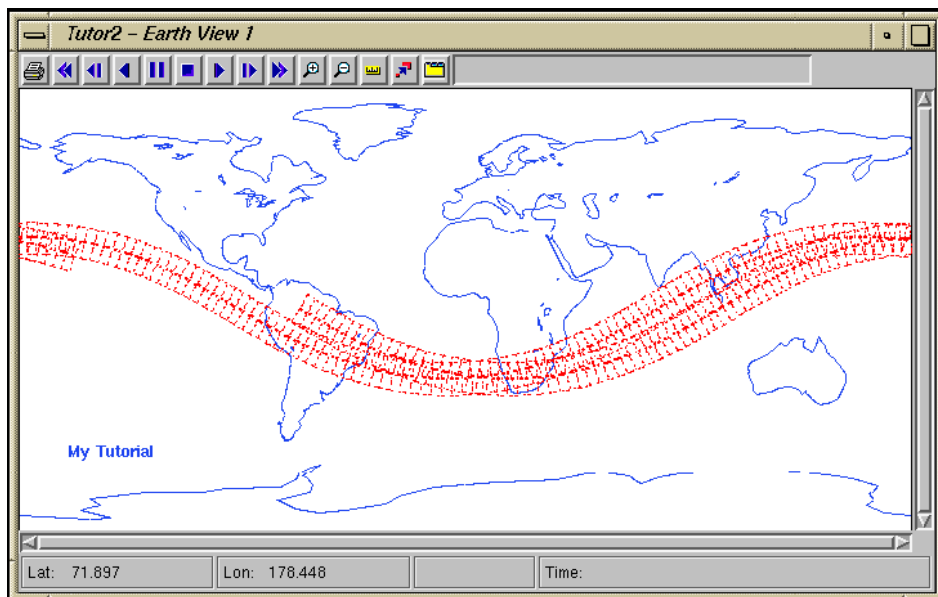 Tutor2 – Earth View 1
My Tutorial
Lat: 71.897
Lon: 178.448
Time: